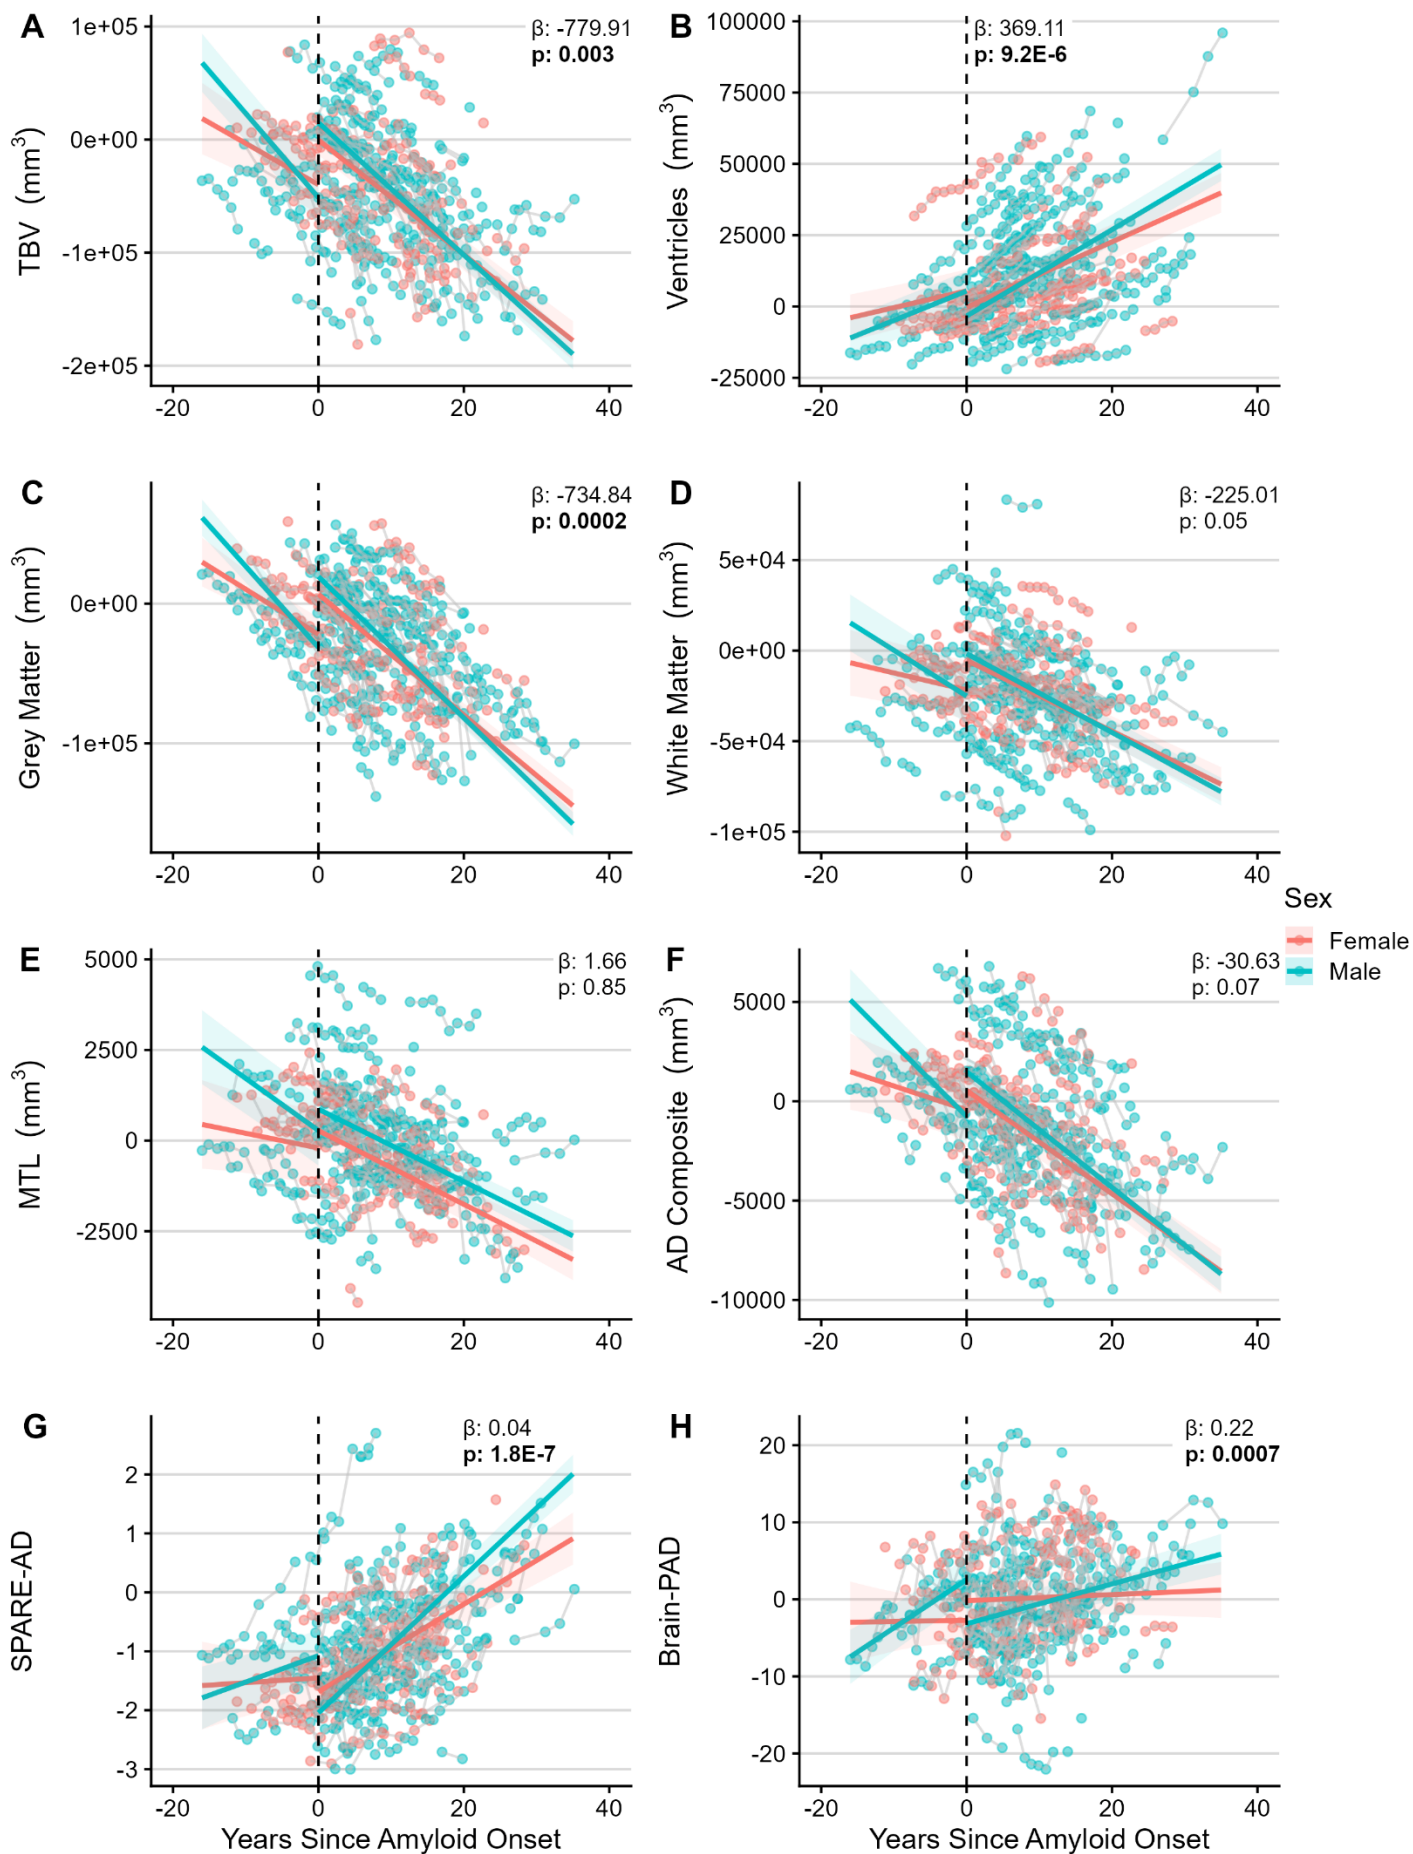 A
TBV (mm³)
1e+05
0e+00
-1e+05
-2e+05
β: -779.91
p: 0.003
-20 0 20 40
B
Ventricles (mm³)
100000
75000
50000
25000
0
-25000
β: 369.11
p: 9.2E-6
-20 0 20 40
C
Grey Matter (mm³)
0e+00
-1e+05
β: -734.84
p: 0.0002
-20 0 20 40
D
White Matter (mm³)
5e+04
0e+00
-5e+04
-1e+05
β: -225.01
p: 0.05
-20 0 20 40
Sex
Female
Male
E
MTL (mm³)
5000
2500
0
-2500
β: 1.66
p: 0.85
-20 0 20 40
F
AD Composite (mm³)
5000
0
-5000
-10000
β: -30.63
p: 0.07
-20 0 20 40
G
SPARE-AD
2
1
0
-1
-2
-3
β: 0.04
p: 1.8E-7
-20 0 20 40
Years Since Amyloid Onset
H
Brain-PAD
20
10
0
-10
-20
β: 0.22
p: 0.0007
-20 0 20 40
Years Since Amyloid Onset